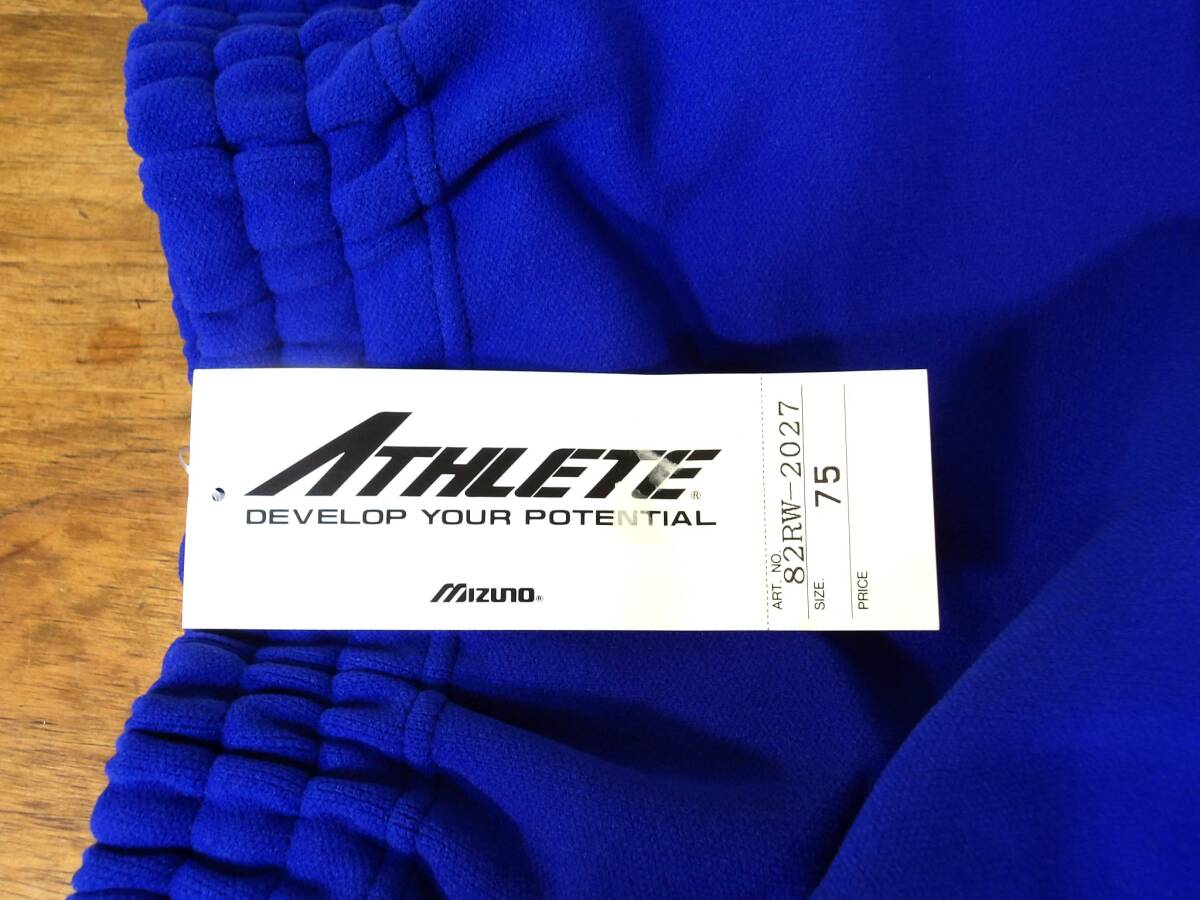 ATHLETE®
DEVELOP YOUR POTENTIAL
MIZUNO®
ART. NO. 82RW-2027
SIZE. 75
PRICE